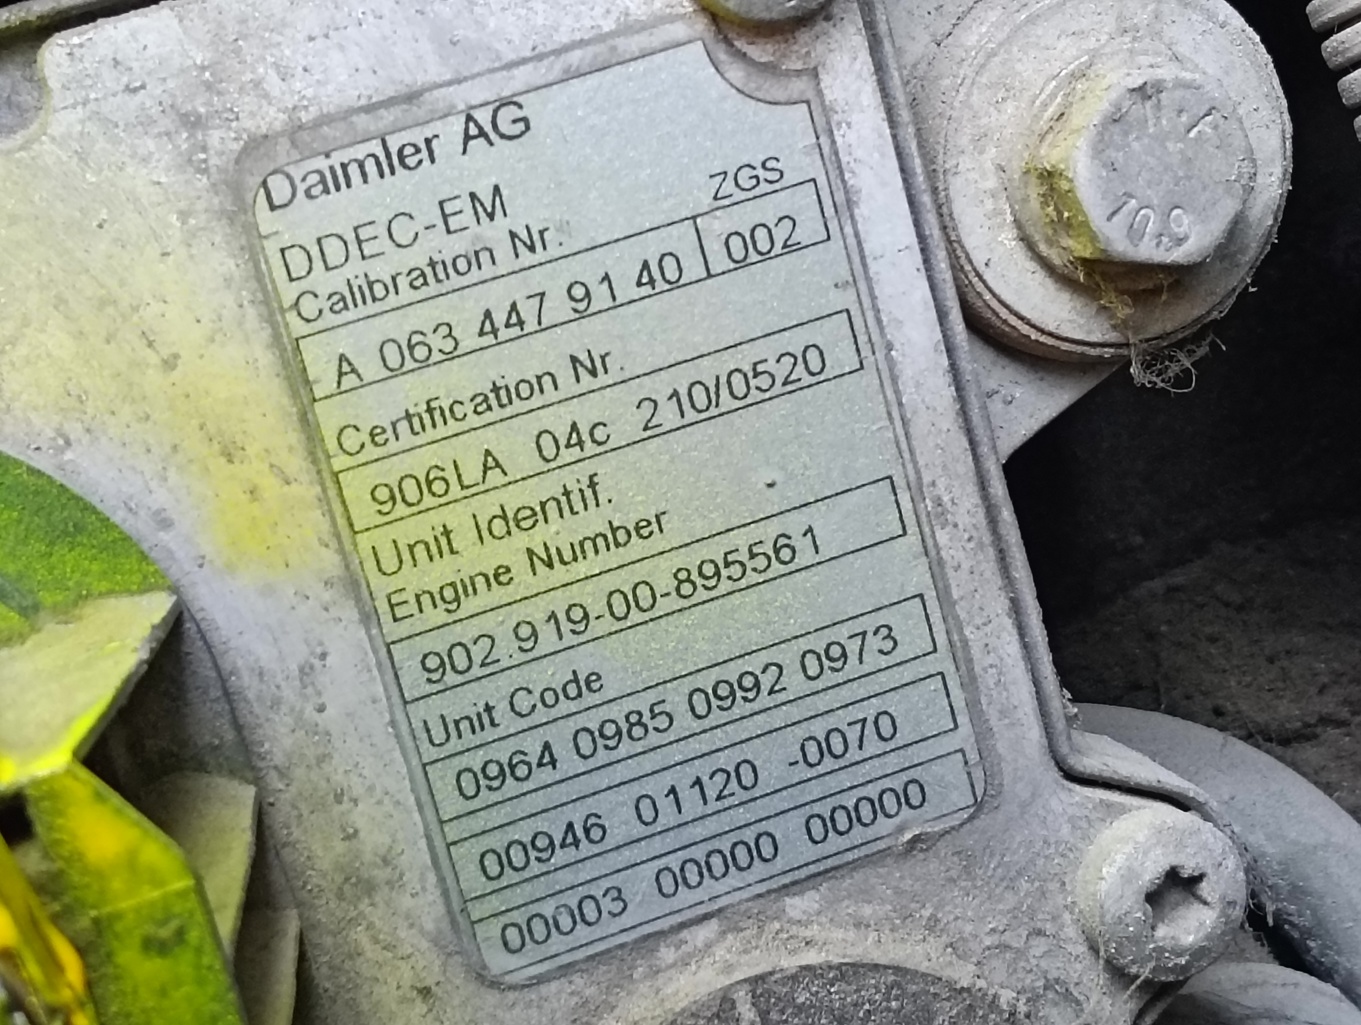 Daimler AG
DDEC-EM
Calibration Nr. ZGS
A 063 447 91 40 002
Certification Nr.
906LA 04c 210/0520
Unit Identif.
Engine Number
902.919-00-895561
Unit Code
0964 0985 0992 0973
00946 01120 -0070
00003 00000 00000
10.9